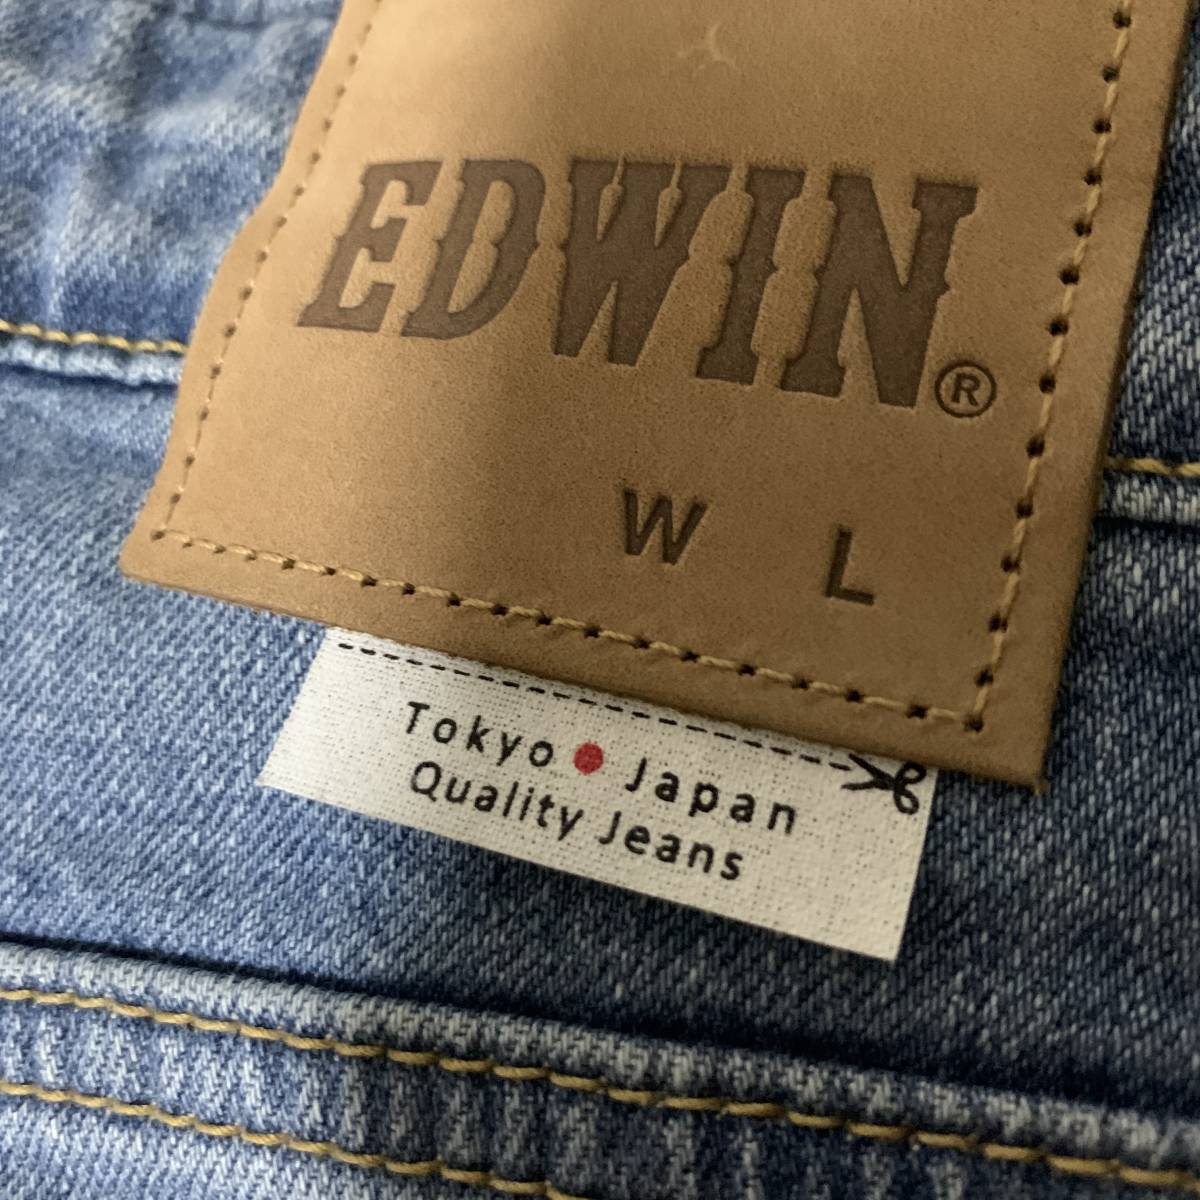 EDWIN®
W L
Tokyo ● Japan
Quality Jeans